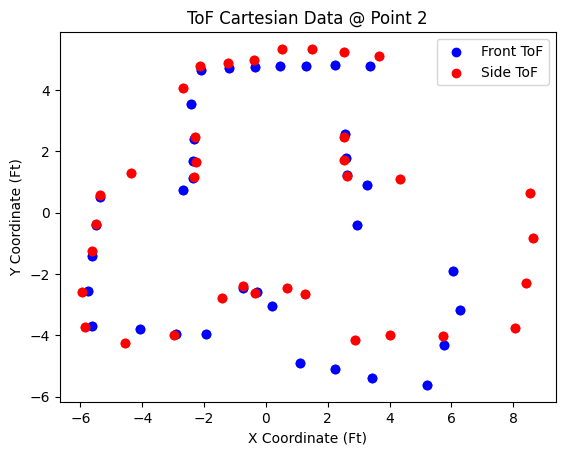 ToF Cartesian Data @ Point 2
Front ToF
Side ToF
4
2
0
−2
−4
−6
Y Coordinate (Ft)
−6 −4 −2 0 2 4 6 8
X Coordinate (Ft)